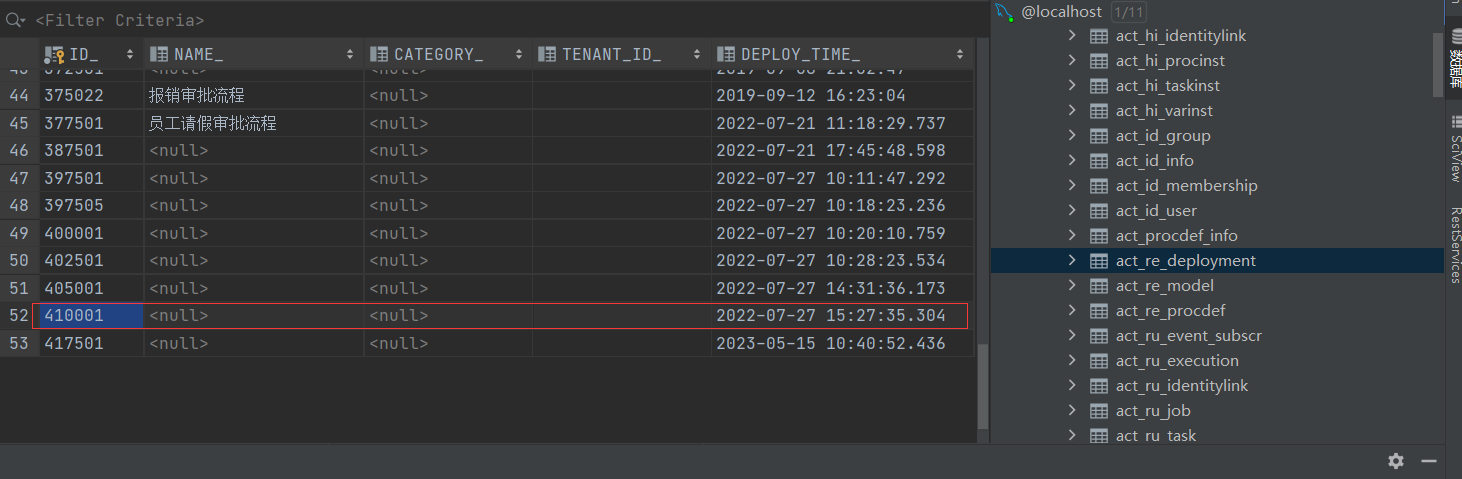 <Filter Criteria>
ID_ NAME_ CATEGORY_ TENANT_ID_ DEPLOY_TIME_
44 375022 报销审批流程 <null> 2019-09-12 16:23:04
45 377501 员工请假审批流程 <null> 2022-07-21 11:18:29.737
46 387501 <null> <null> 2022-07-21 17:45:48.598
47 397501 <null> <null> 2022-07-27 10:11:47.292
48 397505 <null> <null> 2022-07-27 10:18:23.236
49 400001 <null> <null> 2022-07-27 10:20:10.759
50 402501 <null> <null> 2022-07-27 10:28:23.534
51 405001 <null> <null> 2022-07-27 14:31:36.173
52 410001 <null> <null> 2022-07-27 15:27:35.304
53 417501 <null> <null> 2023-05-15 10:40:52.436
@localhost 1/11
act_hi_identitylink
act_hi_procinst
act_hi_taskinst
act_hi_varinst
act_id_group
act_id_info
act_id_membership
act_id_user
act_procdef_info
act_re_deployment
act_re_model
act_re_procdef
act_ru_event_subscr
act_ru_execution
act_ru_identitylink
act_ru_job
act_ru_task
数据库
SciView
RestServices